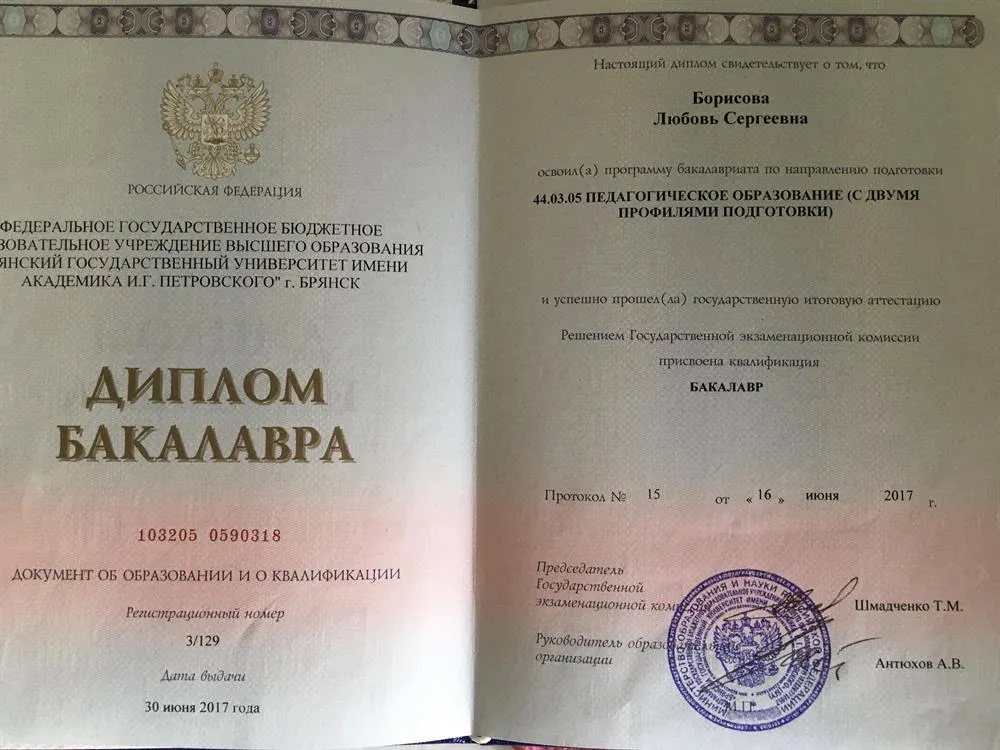 РОССИЙСКАЯ ФЕДЕРАЦИЯ
ФЕДЕРАЛЬНОЕ ГОСУДАРСТВЕННОЕ БЮДЖЕТНОЕ
ЗОВАТЕЛЬНОЕ УЧРЕЖДЕНИЕ ВЫСШЕГО ОБРАЗОВАНИЯ
ЯНСКИЙ ГОСУДАРСТВЕННЫЙ УНИВЕРСИТЕТ ИМЕНИ
АКАДЕМИКА И.Г. ПЕТРОВСКОГО" г. БРЯНСК
ДИПЛОМ
БАКАЛАВРА
103205 0590318
ДОКУМЕНТ ОБ ОБРАЗОВАНИИ И О КВАЛИФИКАЦИИ
Регистрационный номер
3/129
Дата выдачи
30 июня 2017 года
Настоящий диплом свидетельствует о том, что
Борисова
Любовь Сергеевна
освоил(а) программу бакалавриата по направлению подготовки
44.03.05 ПЕДАГОГИЧЕСКОЕ ОБРАЗОВАНИЕ (С ДВУМЯ
ПРОФИЛЯМИ ПОДГОТОВКИ)
и успешно прошел(ла) государственную итоговую аттестацию
Решением Государственной экзаменационной комиссии
присвоена квалификация
БАКАЛАВР
Протокол № 15 от « 16 » июня 2017 г.
Председатель
Государственной
экзаменационной
Шмадченко Т.М.
Руководитель образовательной
организации
Антюхов А.В.
М.П.